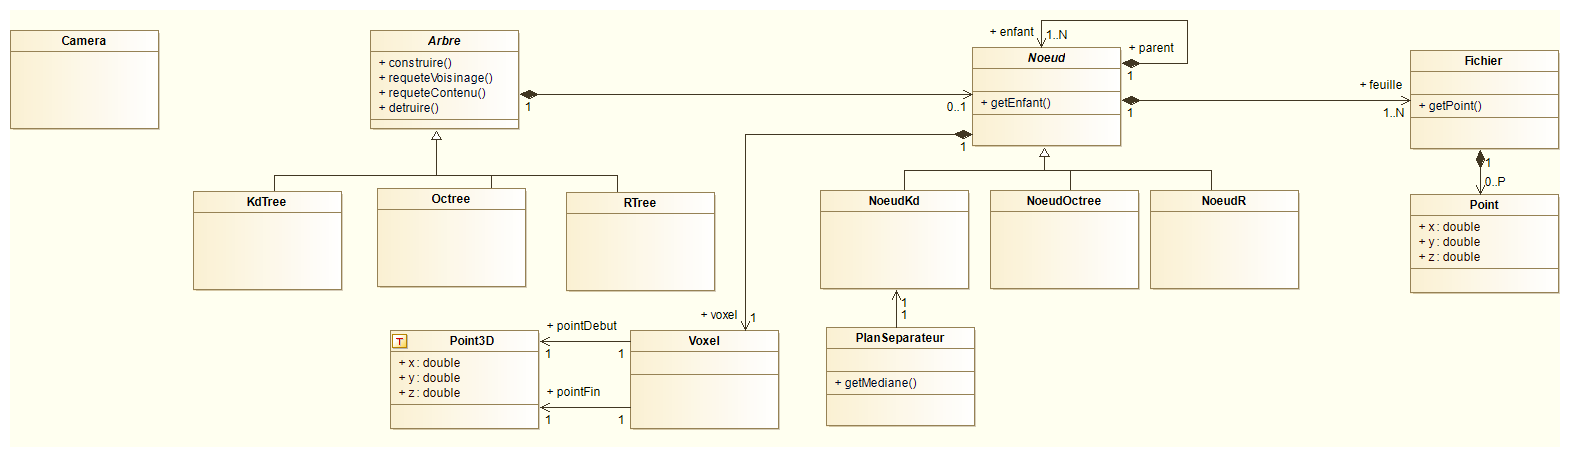 Camera
Arbre
+ construire()
+ requeteVoisinage()
+ requeteContenu()
+ detruire()
1
0..1
+ enfant
1..N
+ parent
1
Noeud
+ getEnfant()
1
+ feuille
1..N
1
Fichier
+ getPoint()
1
0..P
Point
+ x : double
+ y : double
+ z : double
KdTree
Octree
RTree
NoeudKd
NoeudOctree
NoeudR
1
1
PlanSeparateur
+ getMediane()
+ voxel
1
Voxel
+ pointDebut
1
1
+ pointFin
1
1
T
Point3D
+ x : double
+ y : double
+ z : double